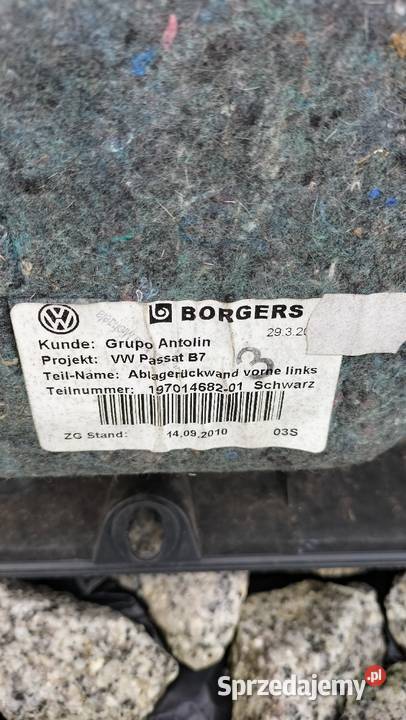 BORGERS
29.3.20
Kunde: Grupo Antolin
Projekt: VW Passat B7
Teil-Name: Ablagerückwand vorne links
Teilnummer: 197014682-01 Schwarz
3
ZG Stand: 14.09.2010 03S
Sprzedajemy.pl